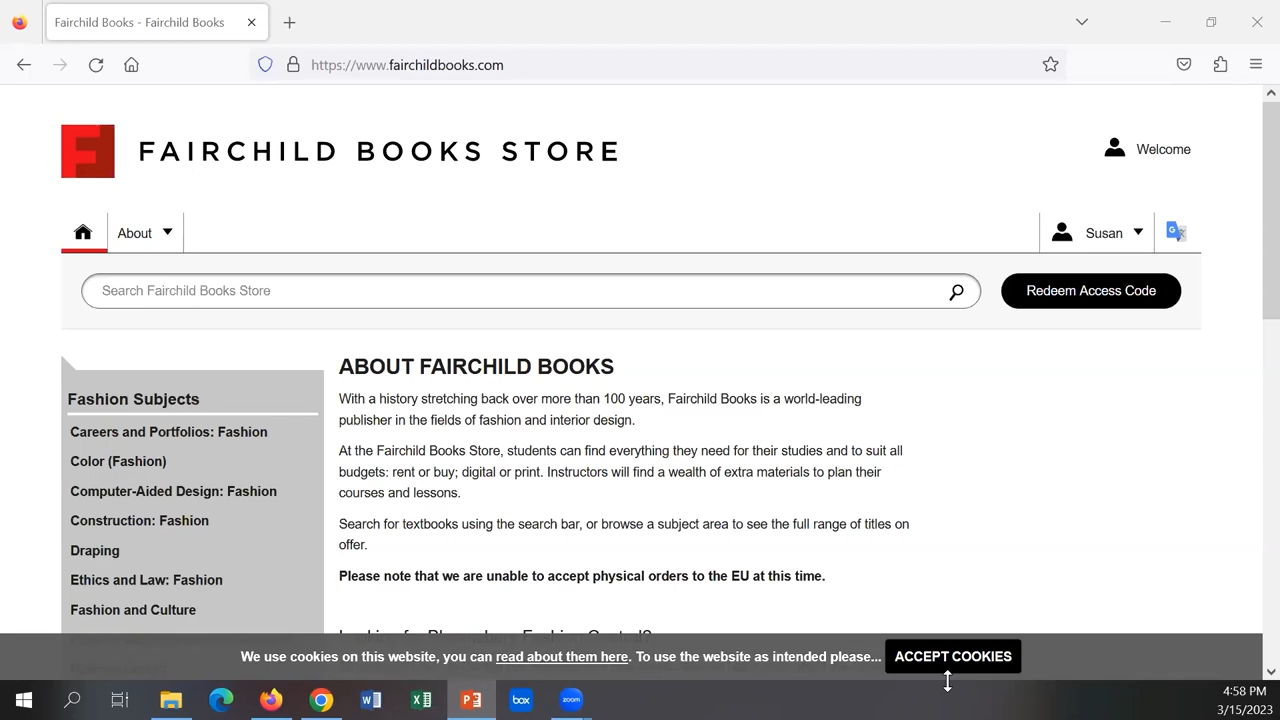 Fairchild Books - Fairchild Books
https://www.fairchildbooks.com
F
FAIRCHILD BOOKS STORE
Welcome
About
Susan
G
Search Fairchild Books Store
Redeem Access Code
Fashion Subjects
Careers and Portfolios: Fashion
Color (Fashion)
Computer-Aided Design: Fashion
Construction: Fashion
Draping
Ethics and Law: Fashion
Fashion and Culture
ABOUT FAIRCHILD BOOKS
With a history stretching back over more than 100 years, Fairchild Books is a world-leading
publisher in the fields of fashion and interior design.
At the Fairchild Books Store, students can find everything they need for their studies and to suit all
budgets: rent or buy; digital or print. Instructors will find a wealth of extra materials to plan their
courses and lessons.
Search for textbooks using the search bar, or browse a subject area to see the full range of titles on
offer.
Please note that we are unable to accept physical orders to the EU at this time.
We use cookies on this website, you can read about them here. To use the website as intended please...
ACCEPT COOKIES
box
zoom
4:58 PM
3/15/2023